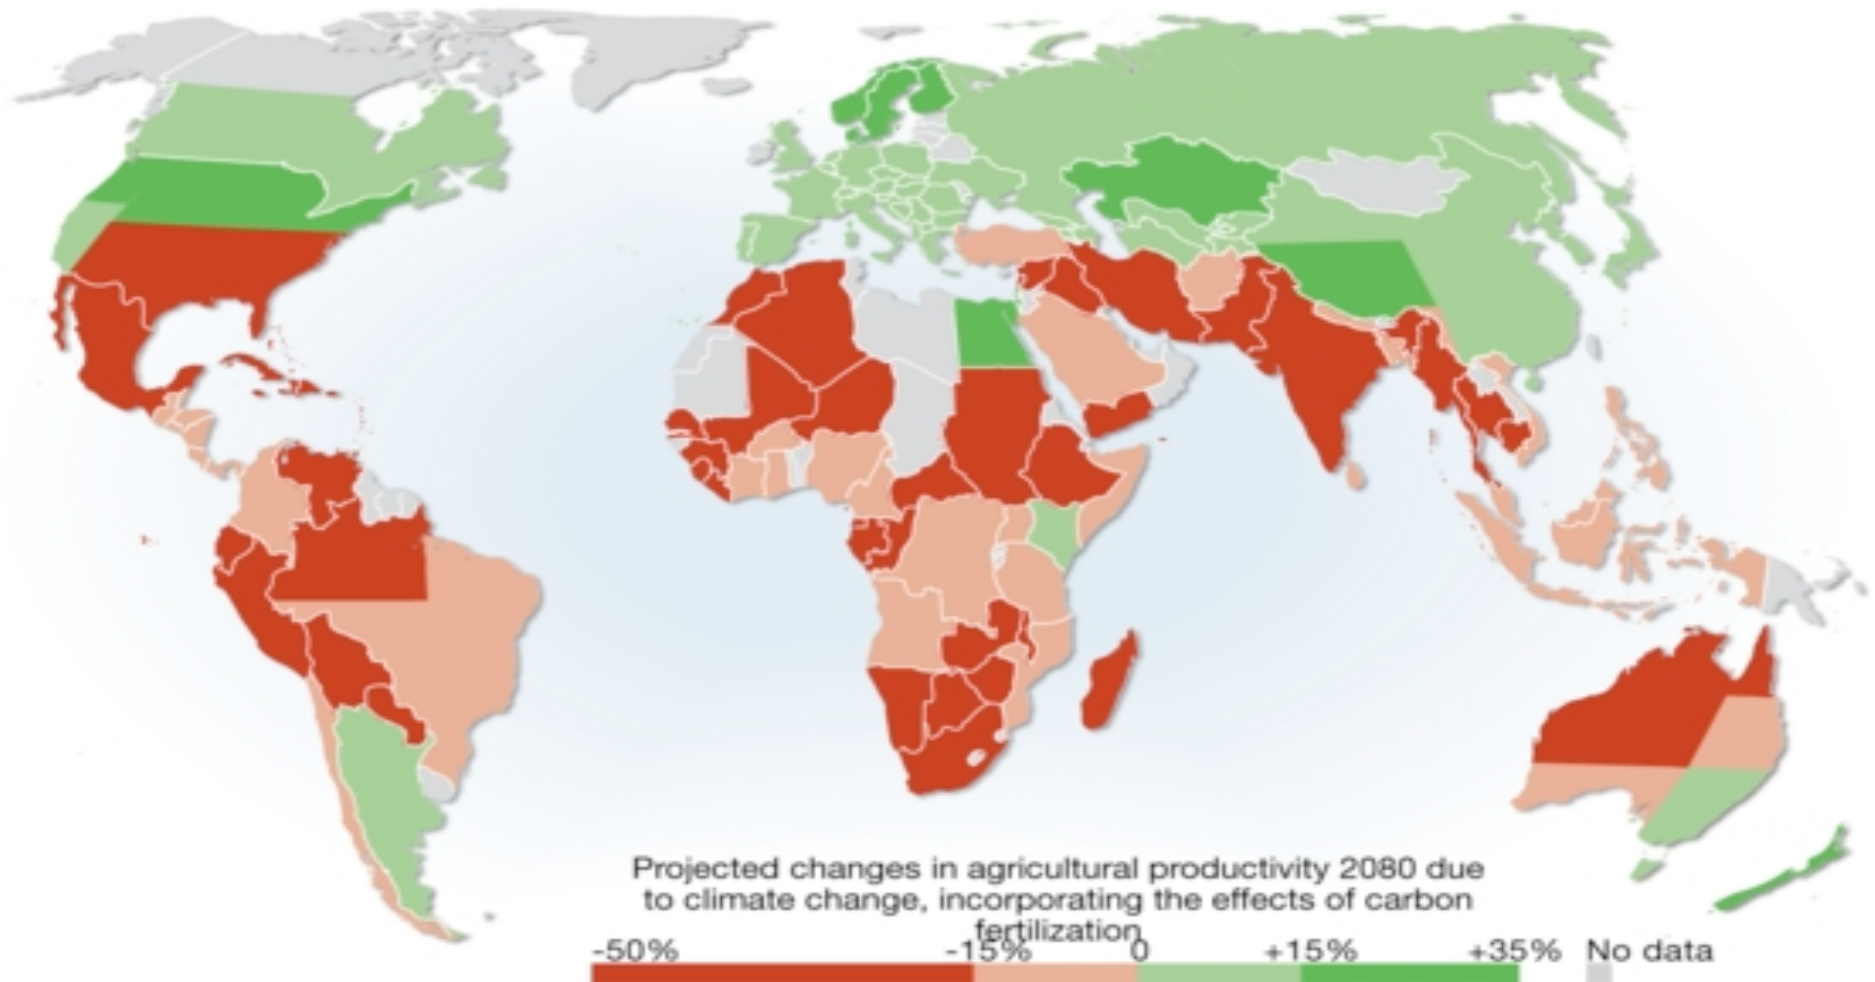 Projected changes in agricultural productivity 2080 due
to climate change, incorporating the effects of carbon
fertilization
-50% -15% 0 +15% +35% No data